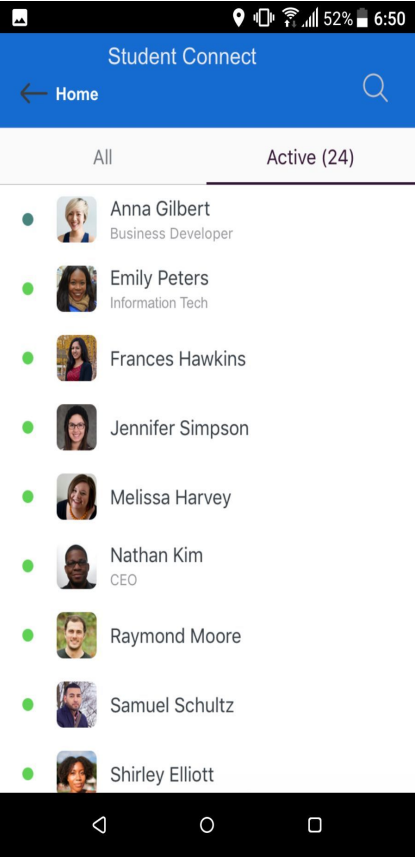 52% 6:50
Student Connect
Home
All Active (24)
Anna Gilbert
Business Developer
Emily Peters
Information Tech
Frances Hawkins
Jennifer Simpson
Melissa Harvey
Nathan Kim
CEO
Raymond Moore
Samuel Schultz
Shirley Elliott